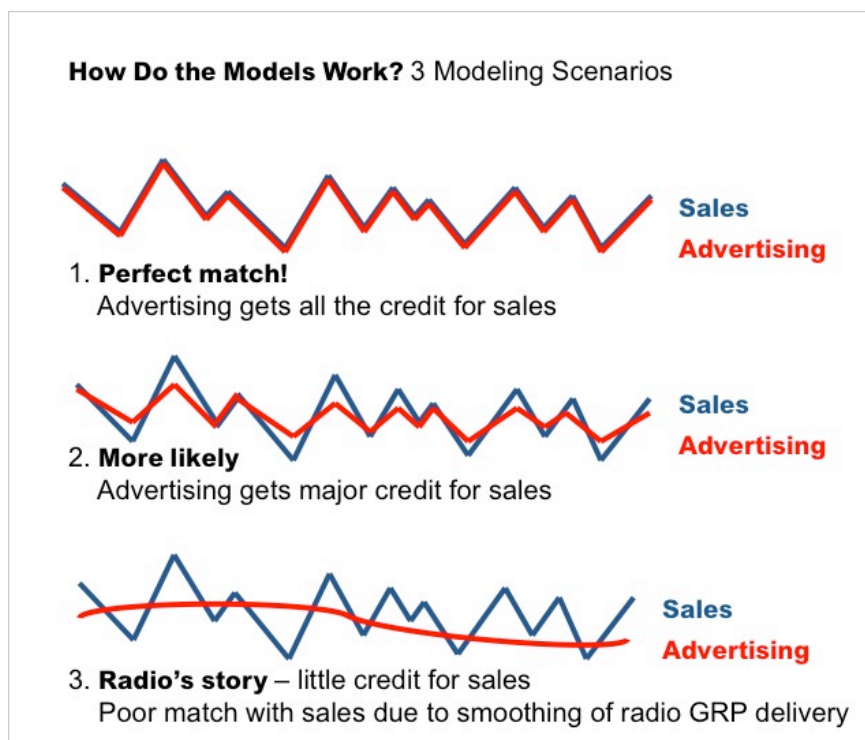 How Do the Models Work? 3 Modeling Scenarios
Sales
Advertising
1. Perfect match!
Advertising gets all the credit for sales
Sales
Advertising
2. More likely
Advertising gets major credit for sales
Sales
Advertising
3. Radio’s story – little credit for sales
Poor match with sales due to smoothing of radio GRP delivery